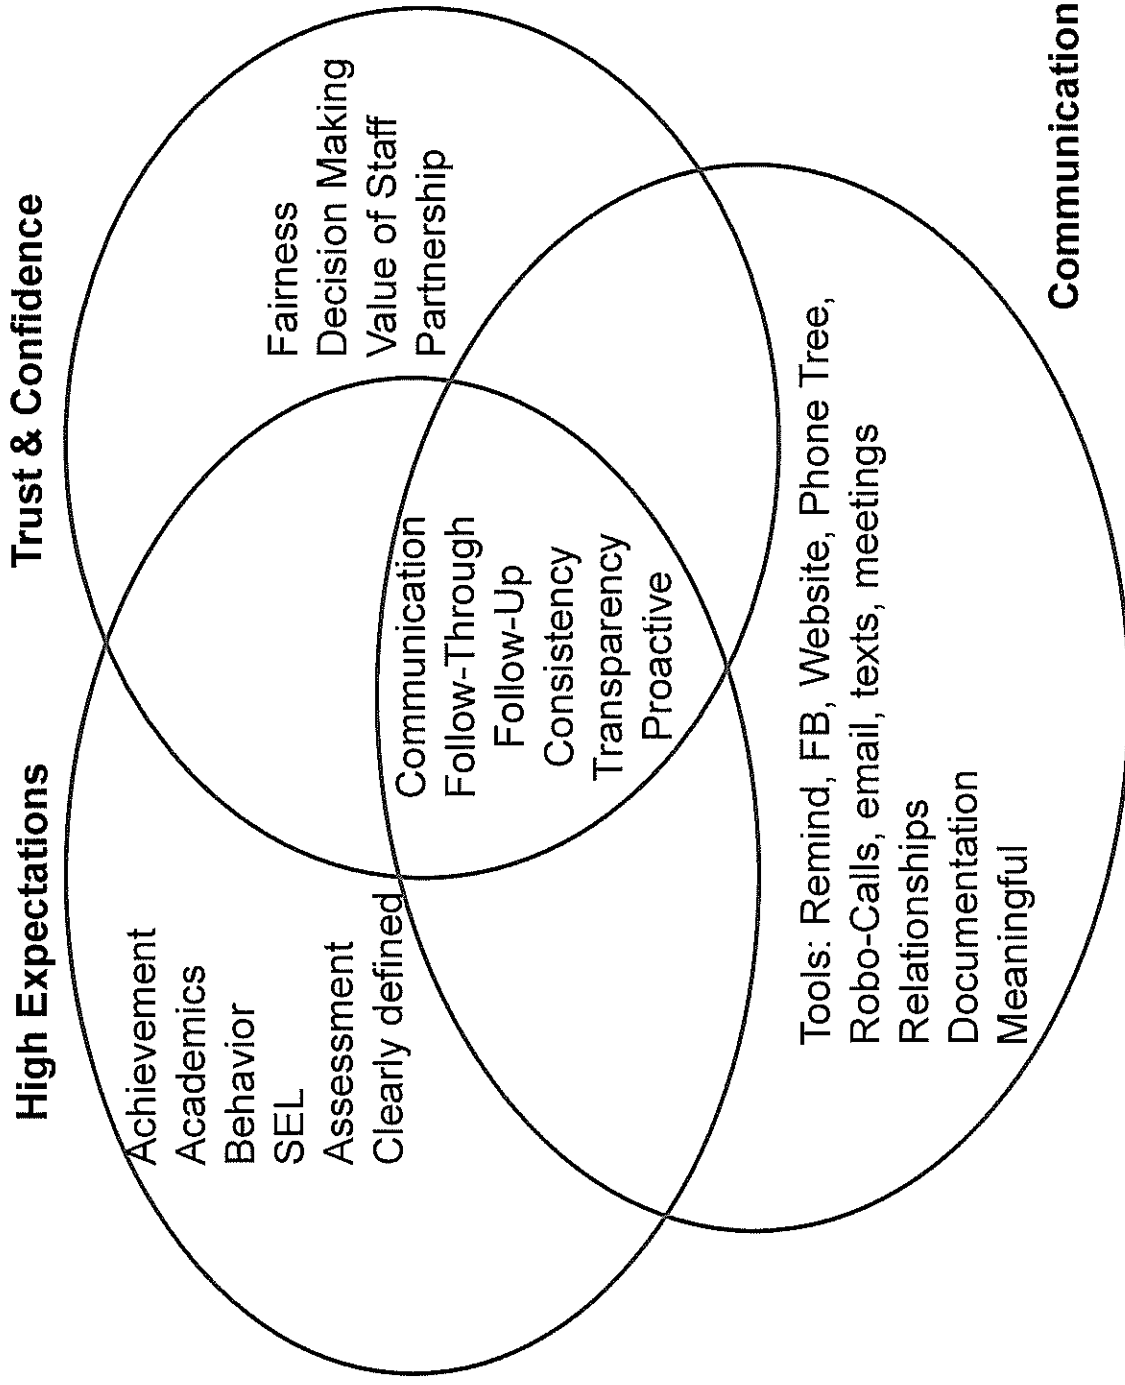 High Expectations
Trust & Confidence
Achievement
Academics
Behavior
SEL
Assessment
Clearly defined
Fairness
Decision Making
Value of Staff
Partnership
Communication
Follow-Through
Follow-Up
Consistency
Transparency
Proactive
Tools: Remind, FB, Website, Phone Tree,
Robo-Calls, email, texts, meetings
Relationships
Documentation
Meaningful
Communication